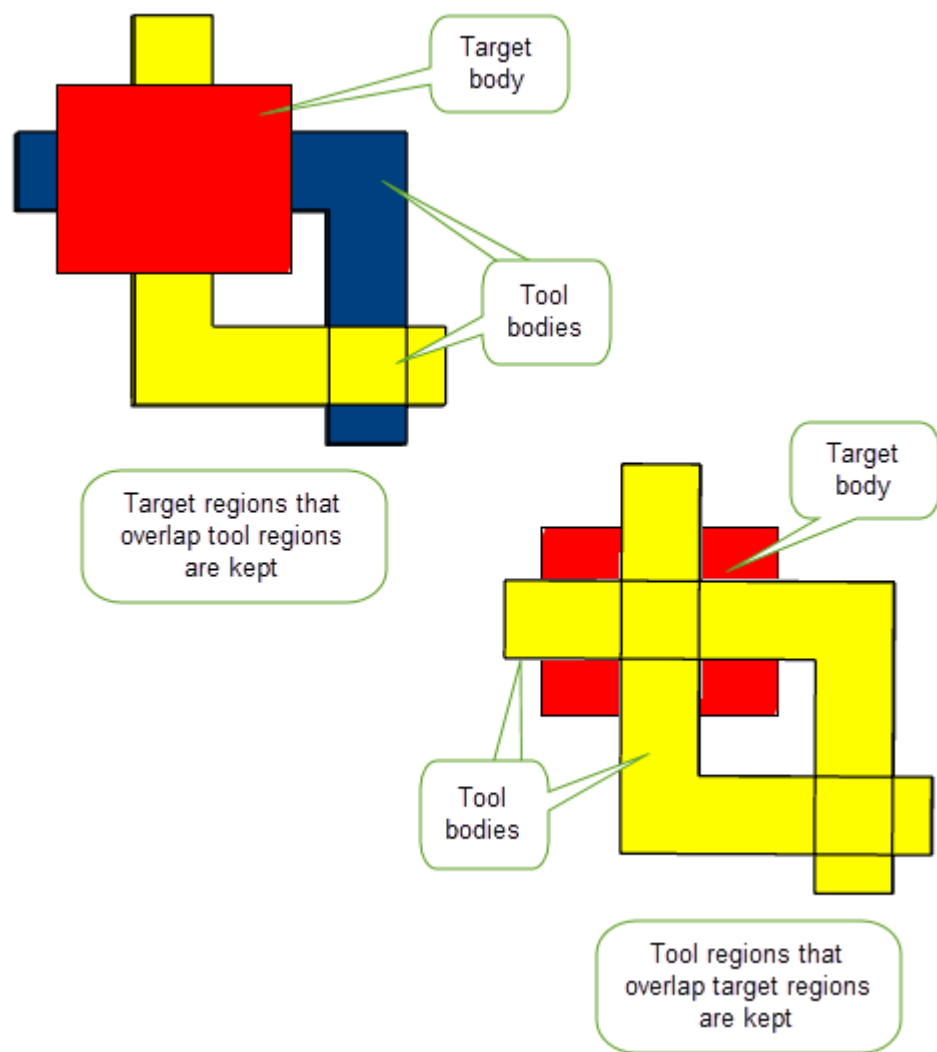 Target
body
Tool
bodies
Target regions that
overlap tool regions
are kept
Target
body
Tool
bodies
Tool regions that
overlap target regions
are kept